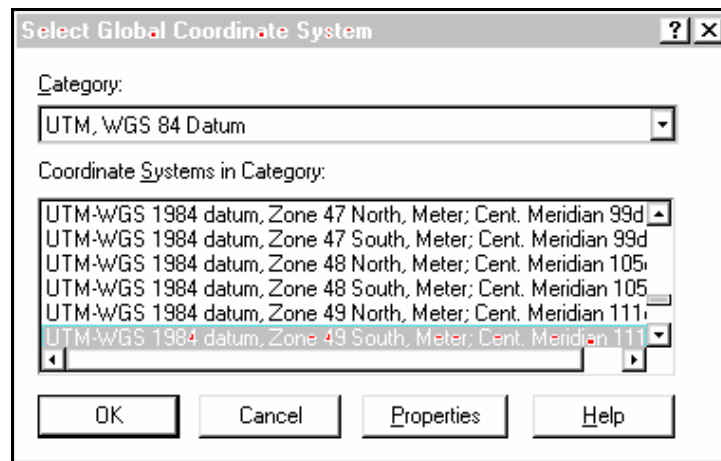 Select Global Coordinate System
Category:
UTM, WGS 84 Datum
Coordinate Systems in Category:
UTM-WGS 1984 datum, Zone 47 North, Meter; Cent. Meridian 99d
UTM-WGS 1984 datum, Zone 47 South, Meter; Cent. Meridian 99d
UTM-WGS 1984 datum, Zone 48 North, Meter; Cent. Meridian 105
UTM-WGS 1984 datum, Zone 48 South, Meter; Cent. Meridian 105
UTM-WGS 1984 datum, Zone 49 North, Meter; Cent. Meridian 111
UTM-WGS 1984 datum, Zone 49 South, Meter; Cent. Meridian 111
OK Cancel Properties Help